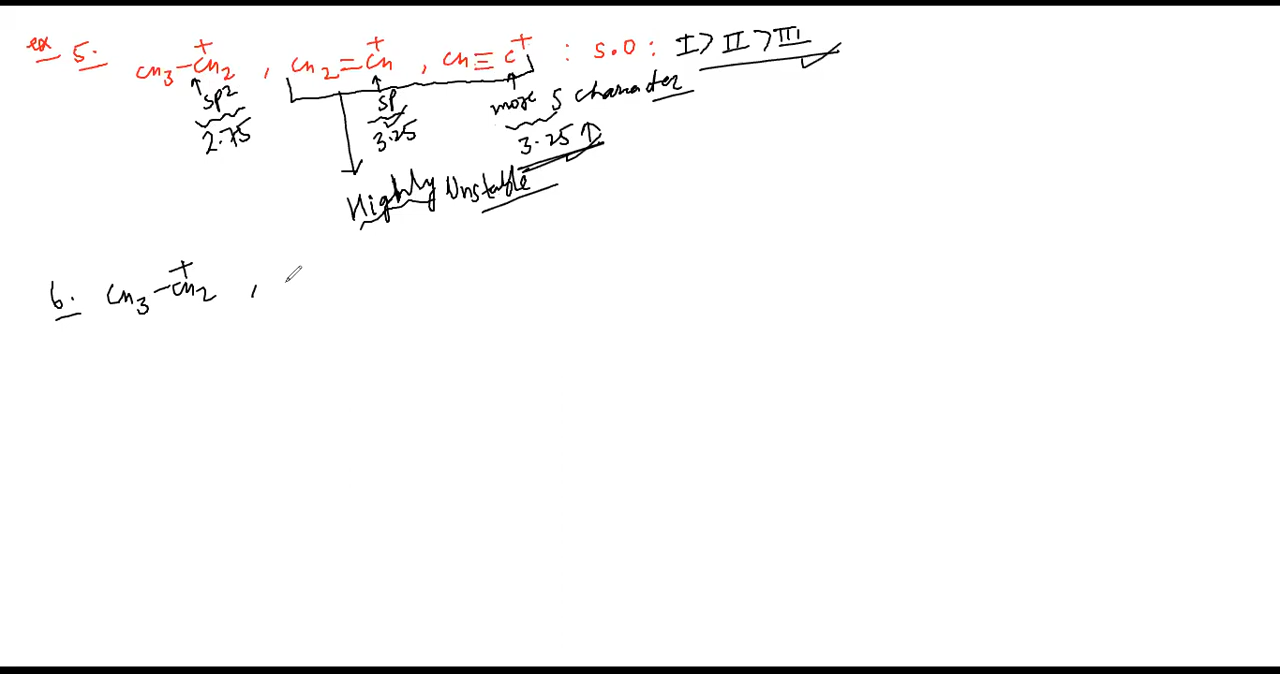 ex 5. CH3–CH2 + , CH2=CH + , CH≡C + : S.O : I > II > III
sp2 sp more s character
2.75 3.25 3.25 ↑
Highly Unstable
6. CH3–CH2 + ,